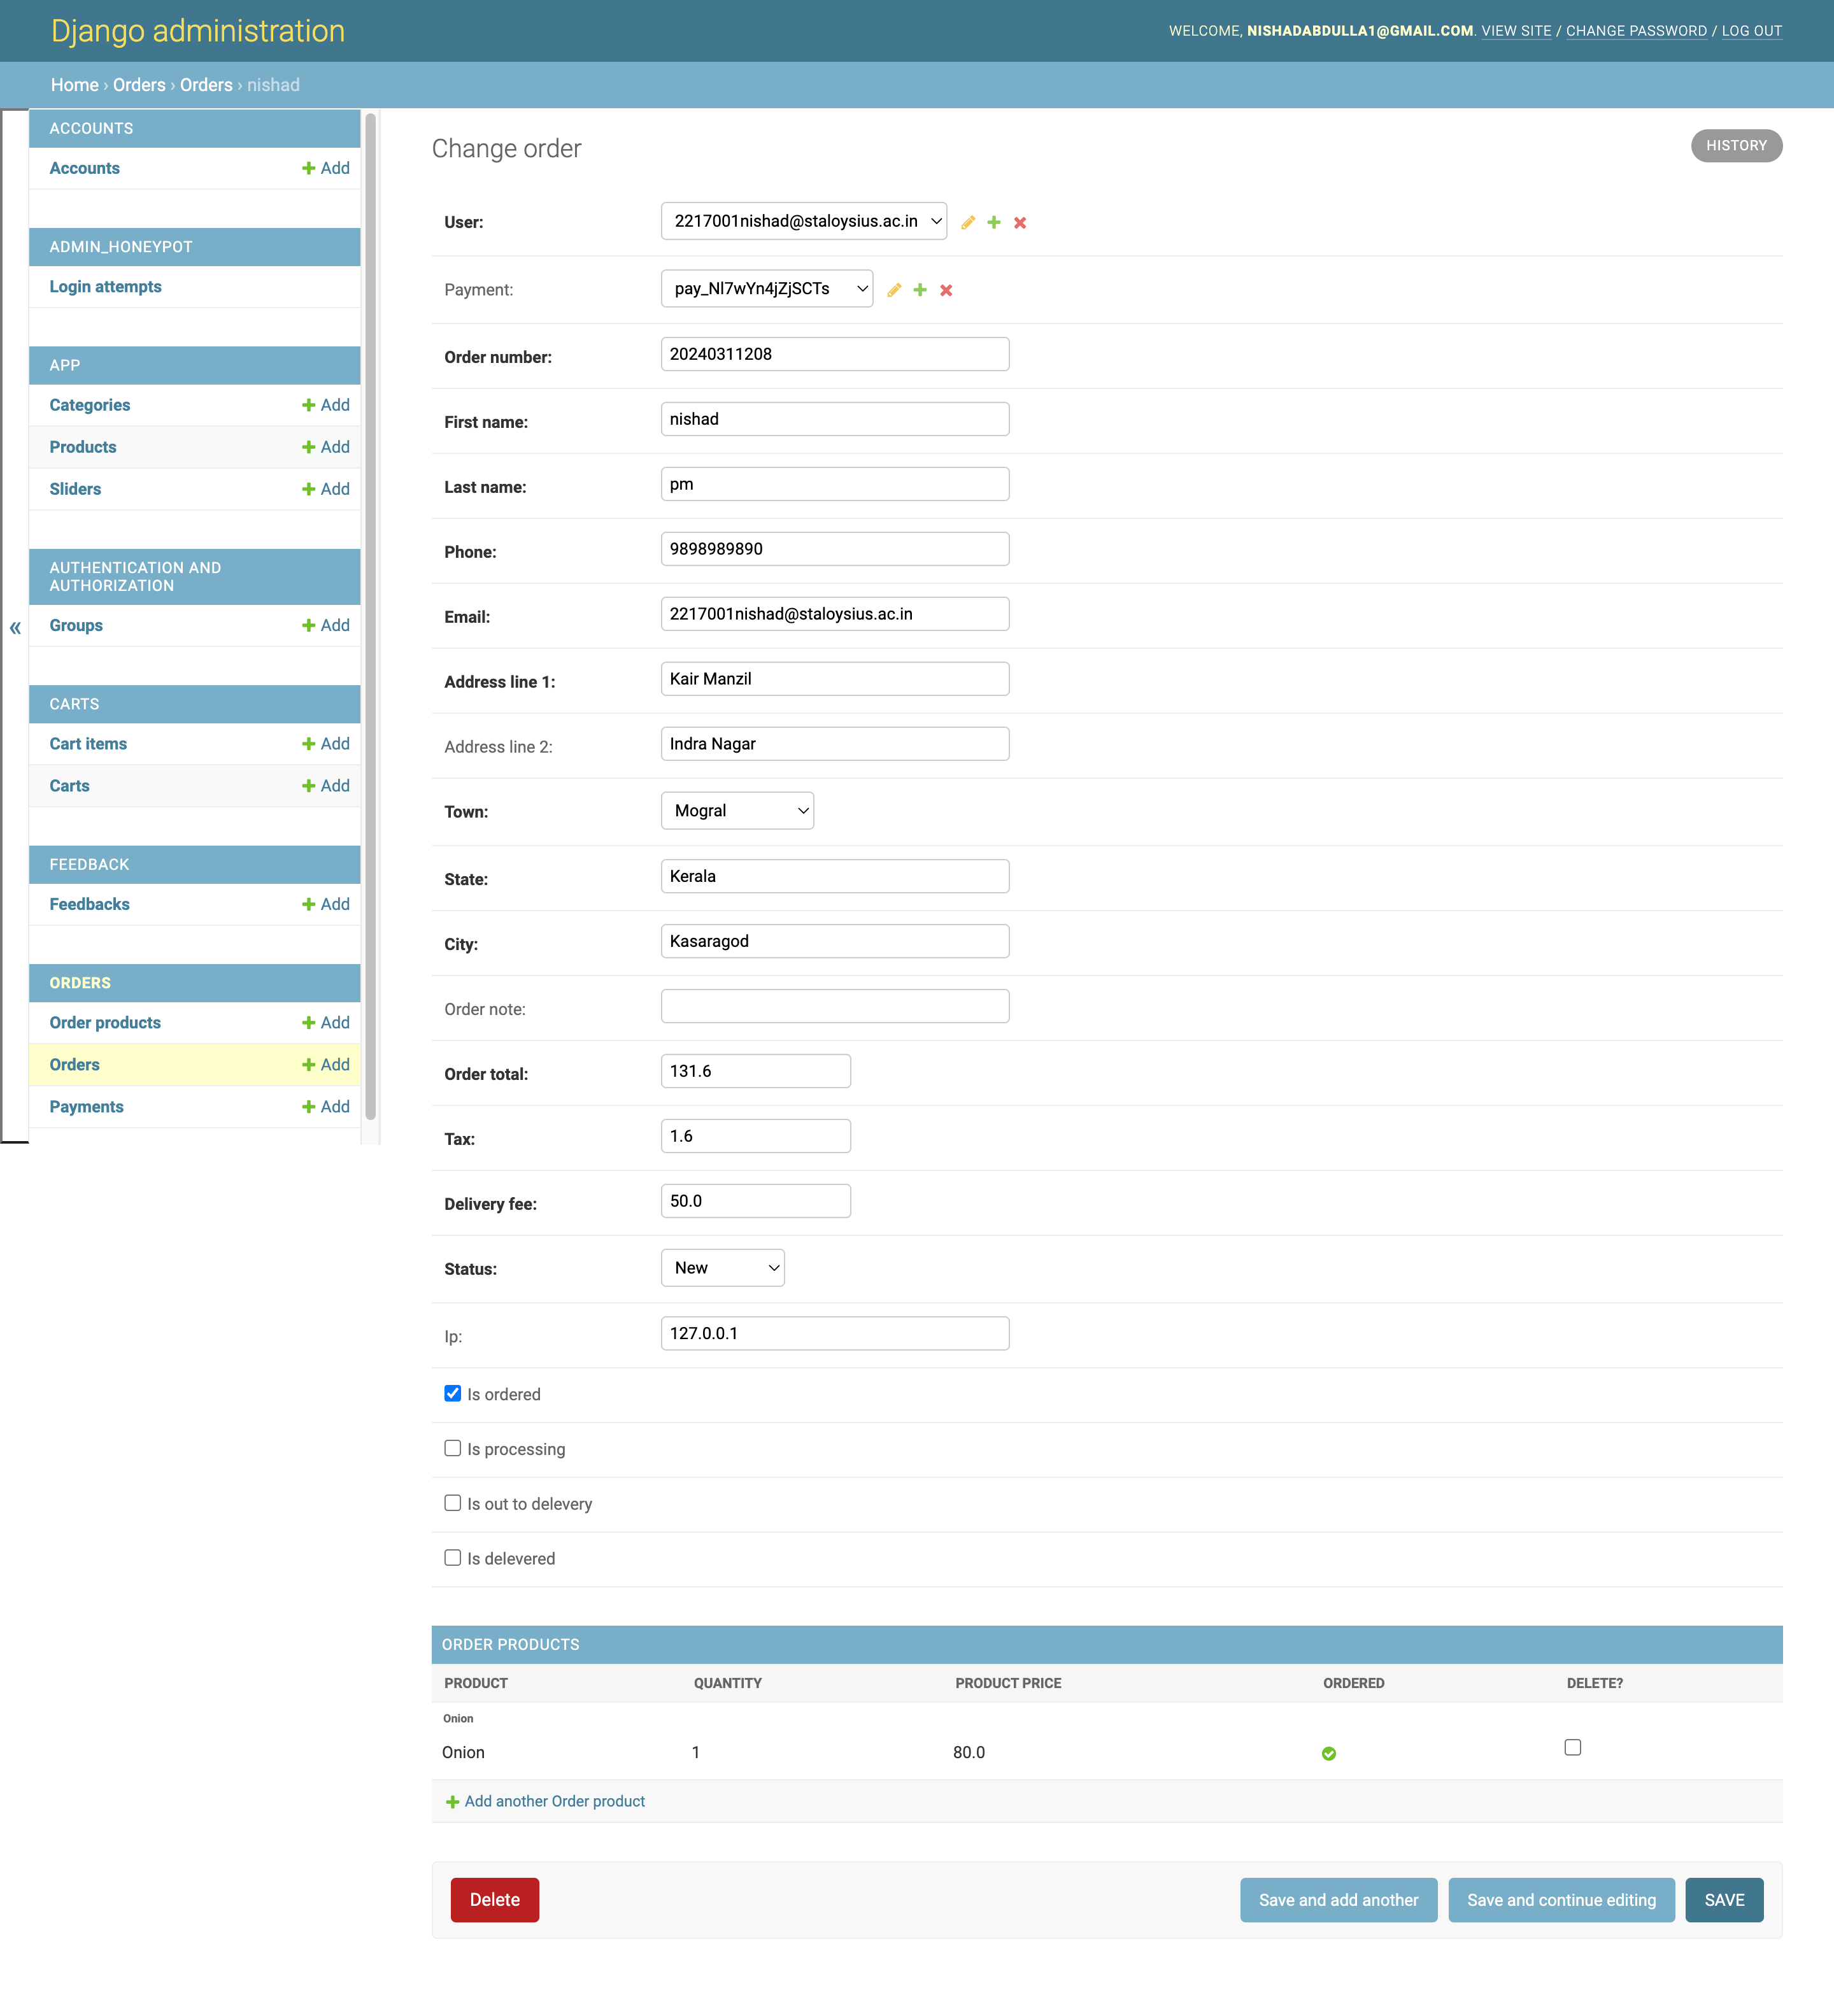 Django administration
WELCOME, NISHADABDULLA1@GMAIL.COM. VIEW SITE / CHANGE PASSWORD / LOG OUT
Home › Orders › Orders › nishad
ACCOUNTS
Accounts Add
ADMIN_HONEYPOT
Login attempts
APP
Categories Add
Products Add
Sliders Add
AUTHENTICATION AND
AUTHORIZATION
Groups Add
«
CARTS
Cart items Add
Carts Add
FEEDBACK
Feedbacks Add
ORDERS
Order products Add
Orders Add
Payments Add
Change order
HISTORY
User: 2217001nishad@staloysius.ac.in
Payment: pay_Nl7wYn4jZjSCTs
Order number: 20240311208
First name: nishad
Last name: pm
Phone: 9898989890
Email: 2217001nishad@staloysius.ac.in
Address line 1: Kair Manzil
Address line 2: Indra Nagar
Town: Mogral
State: Kerala
City: Kasaragod
Order note:
Order total: 131.6
Tax: 1.6
Delivery fee: 50.0
Status: New
Ip: 127.0.0.1
Is ordered
Is processing
Is out to delevery
Is delevered
ORDER PRODUCTS
PRODUCT QUANTITY PRODUCT PRICE ORDERED DELETE?
Onion
Onion 1 80.0
Add another Order product
Delete Save and add another Save and continue editing SAVE